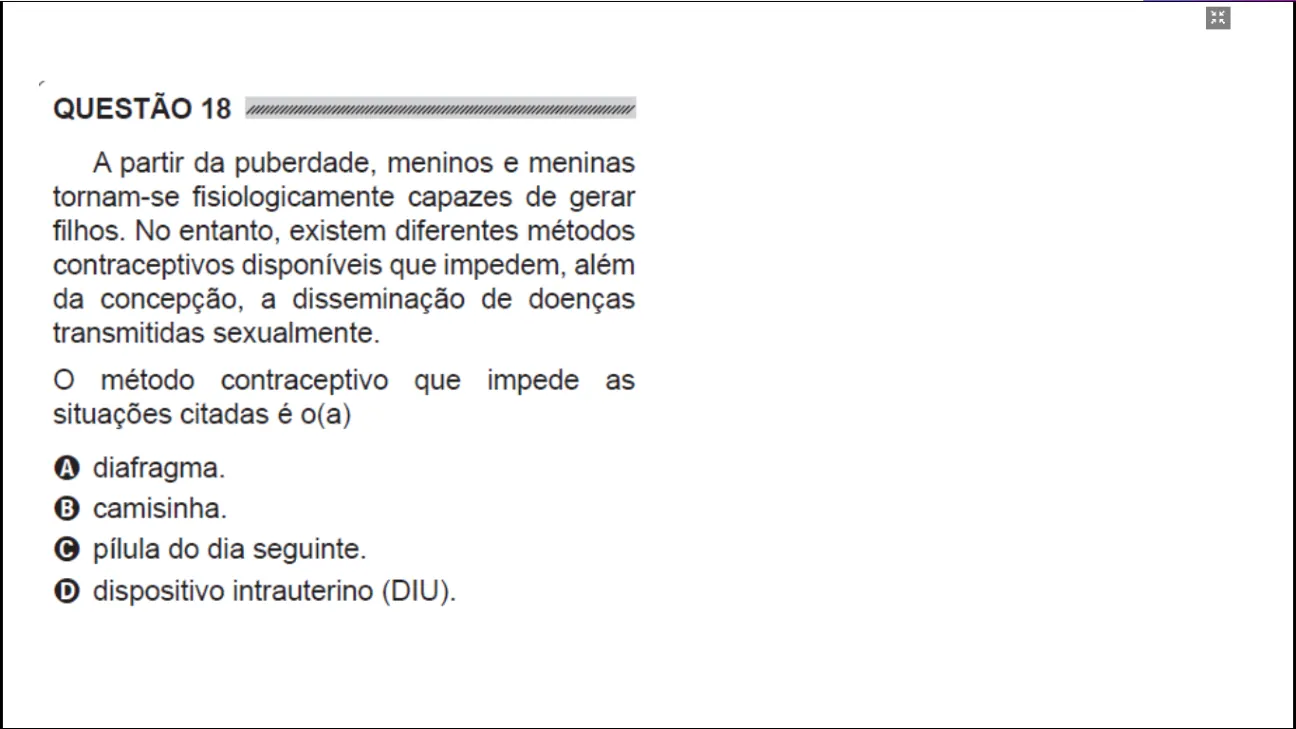 QUESTÃO 18
A partir da puberdade, meninos e meninas
tornam-se fisiologicamente capazes de gerar
filhos. No entanto, existem diferentes métodos
contraceptivos disponíveis que impedem, além
da concepção, a disseminação de doenças
transmitidas sexualmente.
O método contraceptivo que impede as
situações citadas é o(a)
A diafragma.
B camisinha.
C pílula do dia seguinte.
D dispositivo intrauterino (DIU).